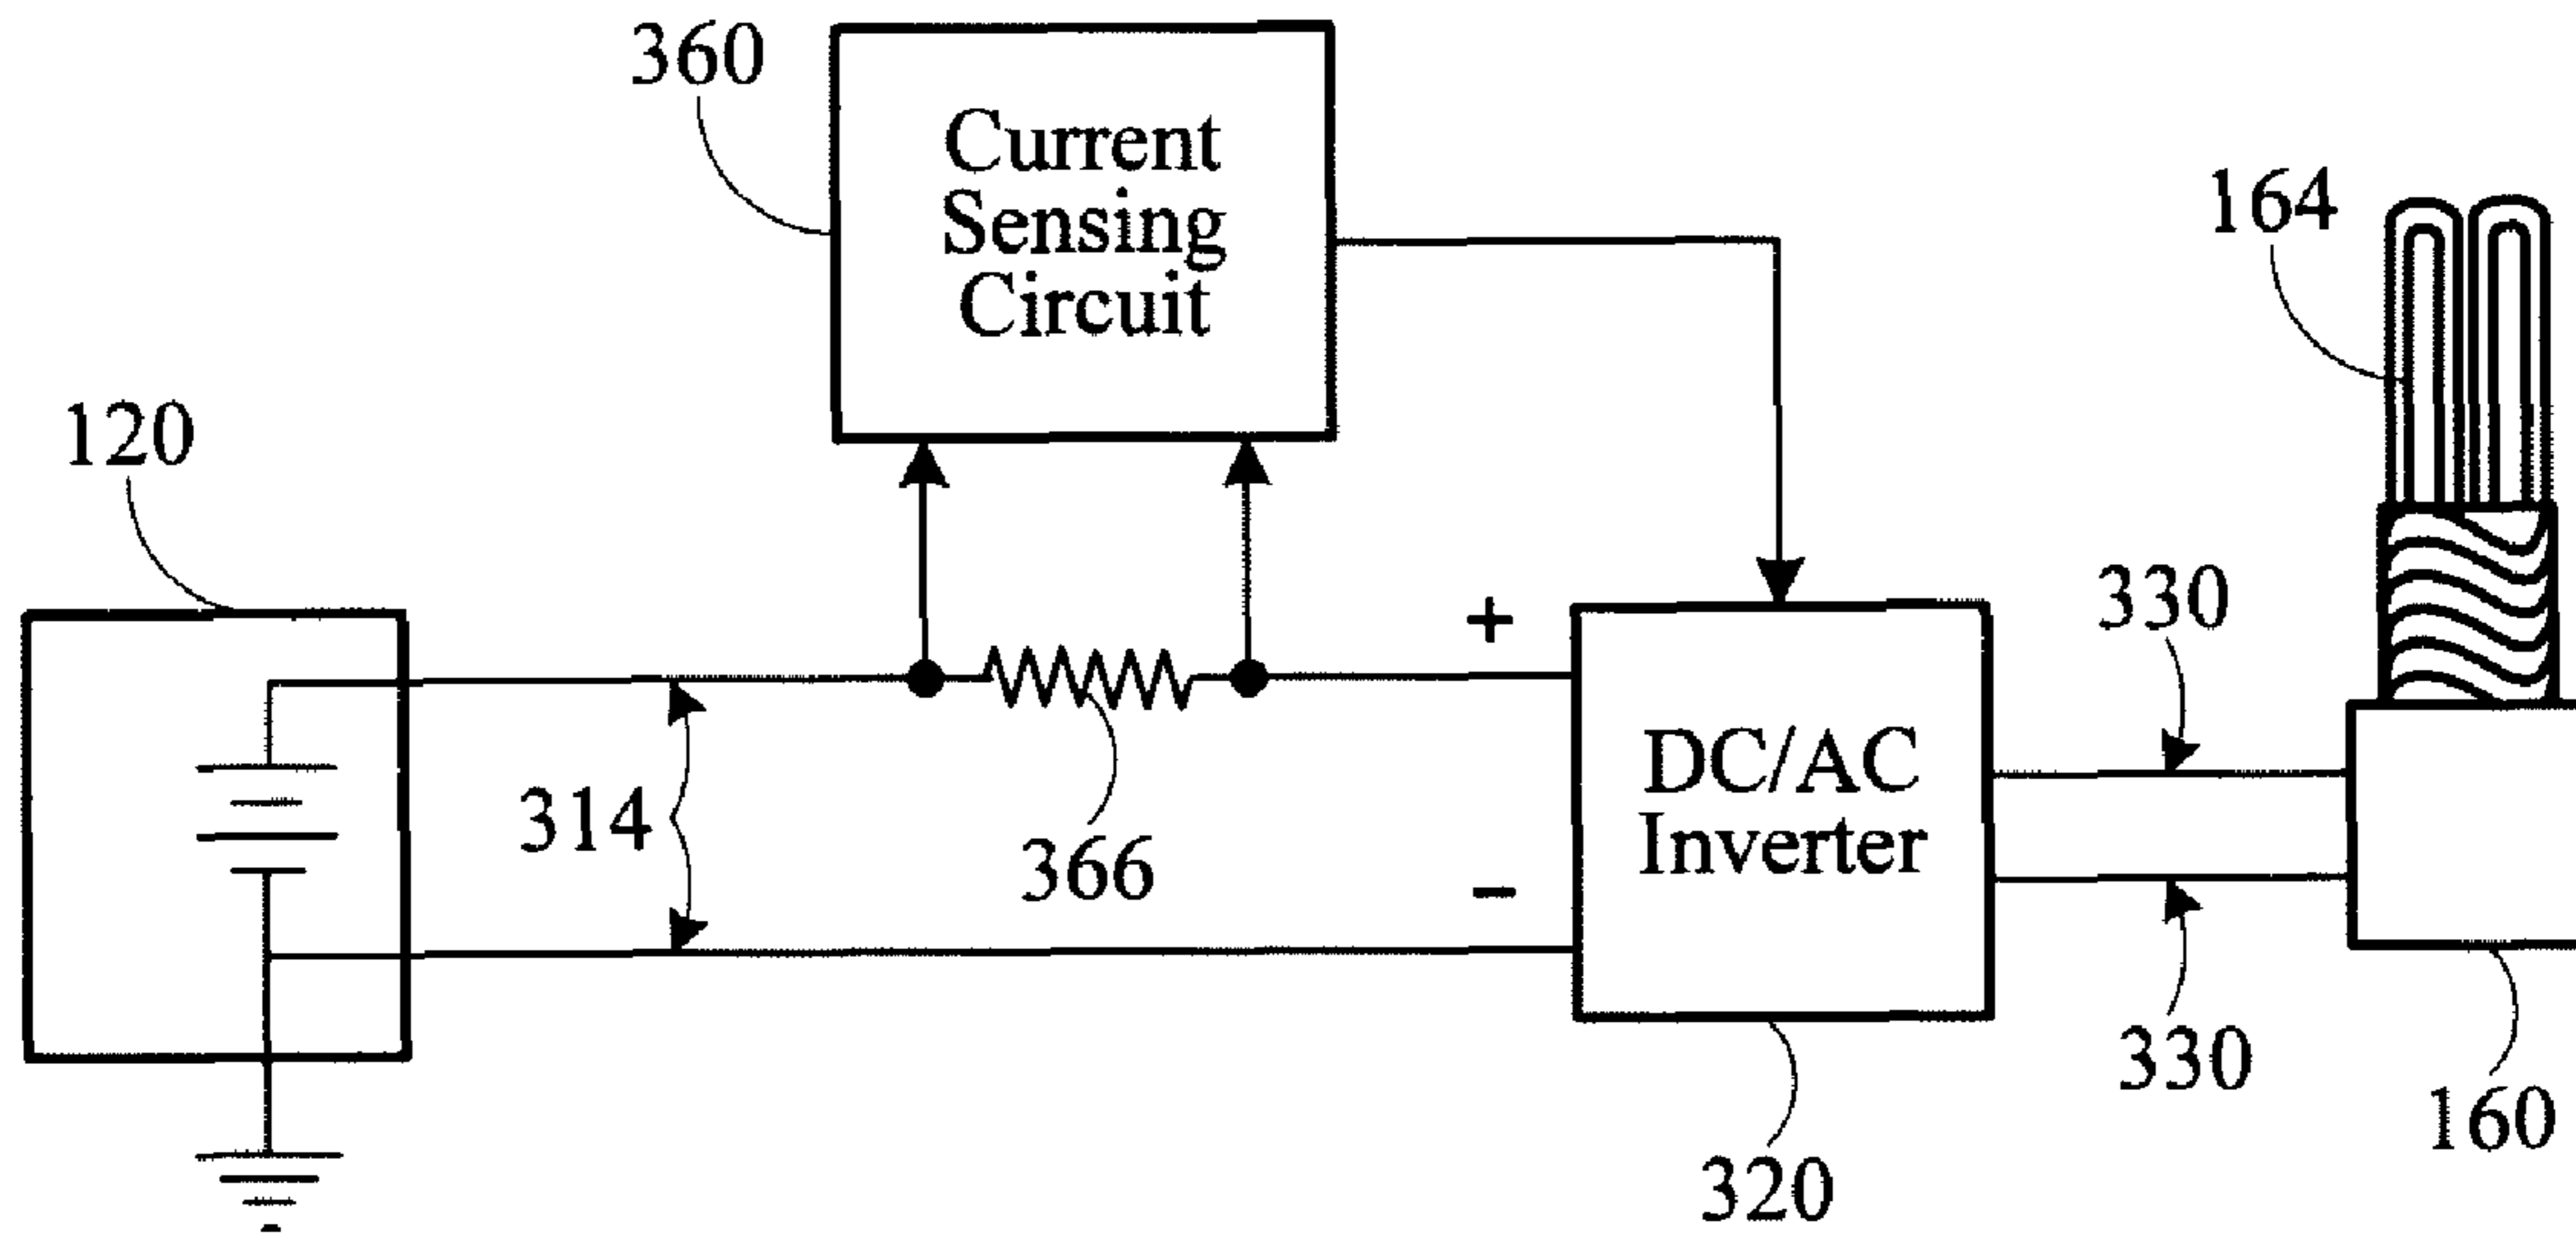 360
Current
Sensing
Circuit
164
120
330
+
314
366
DC/AC
Inverter
-
330
160
320